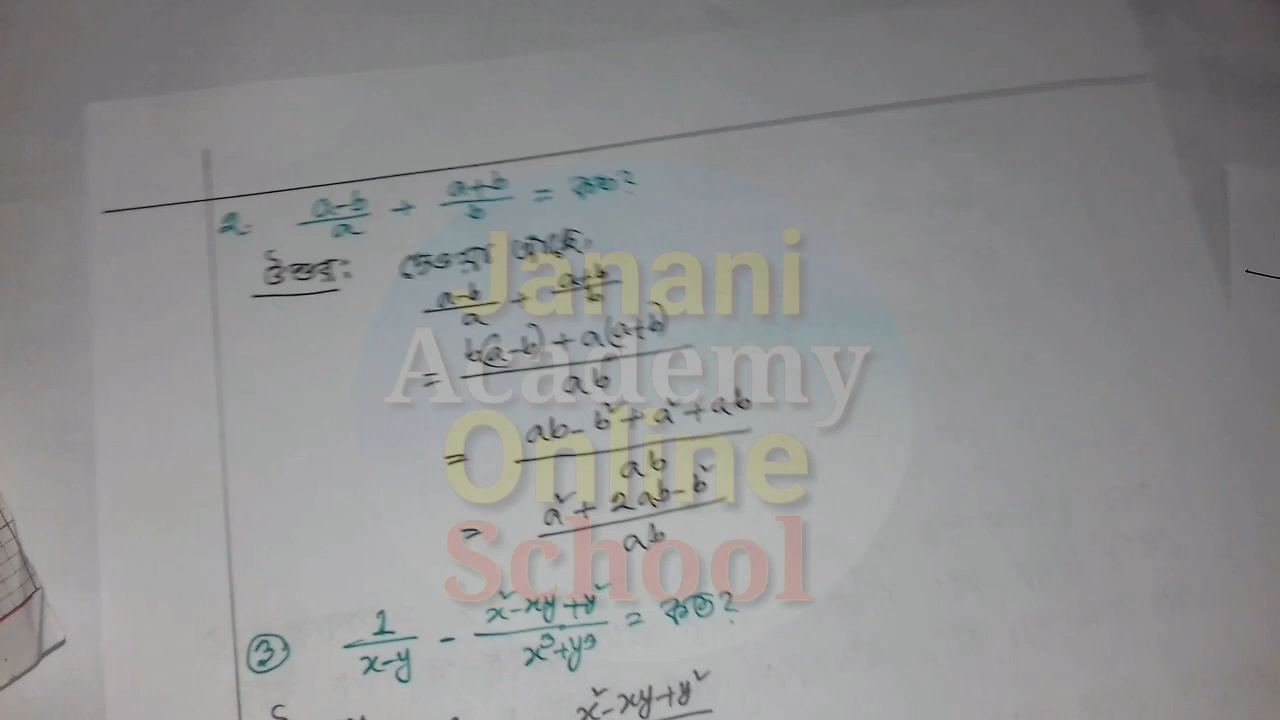 2. (a-b)/a + (a+b)/b = কত?
উত্তর: দেওয়া আছে,
(a-b)/a + (a+b)/b
= (b(a-b) + a(a+b))/ab
= (ab - b² + a² + ab)/ab
= (a² + 2ab - b²)/ab
③ 1/(x-y) - (x²-xy+y²)/(x³+y³) = কত?
x²-xy+y²
Janani
Academy
Online
School